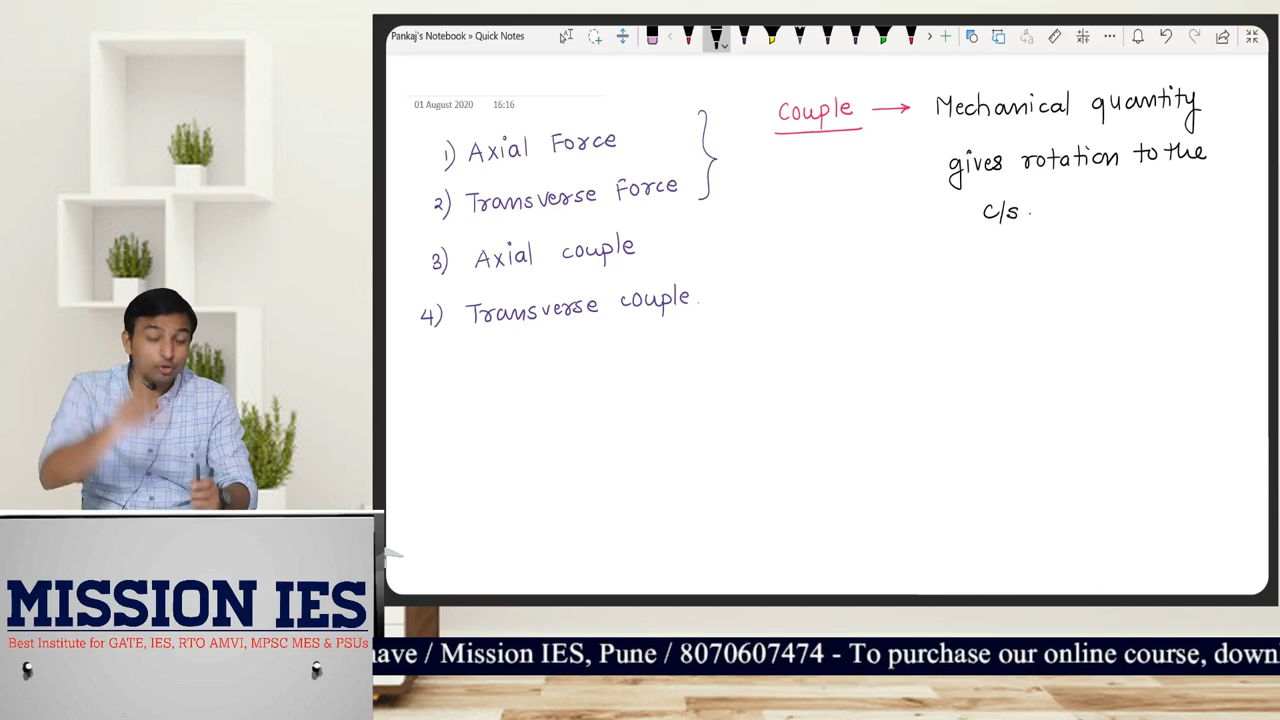 Pankaj's Notebook » Quick Notes
01 August 2020 16:16
1) Axial Force
2) Transverse Force
3) Axial couple
4) Transverse couple.
Couple → Mechanical quantity
gives rotation to the
c/s.
MISSION IES
Best Institute for GATE, IES, RTO AMVI, MPSC MES & PSUs
have / Mission IES, Pune / 8070607474 - To purchase our online course, down